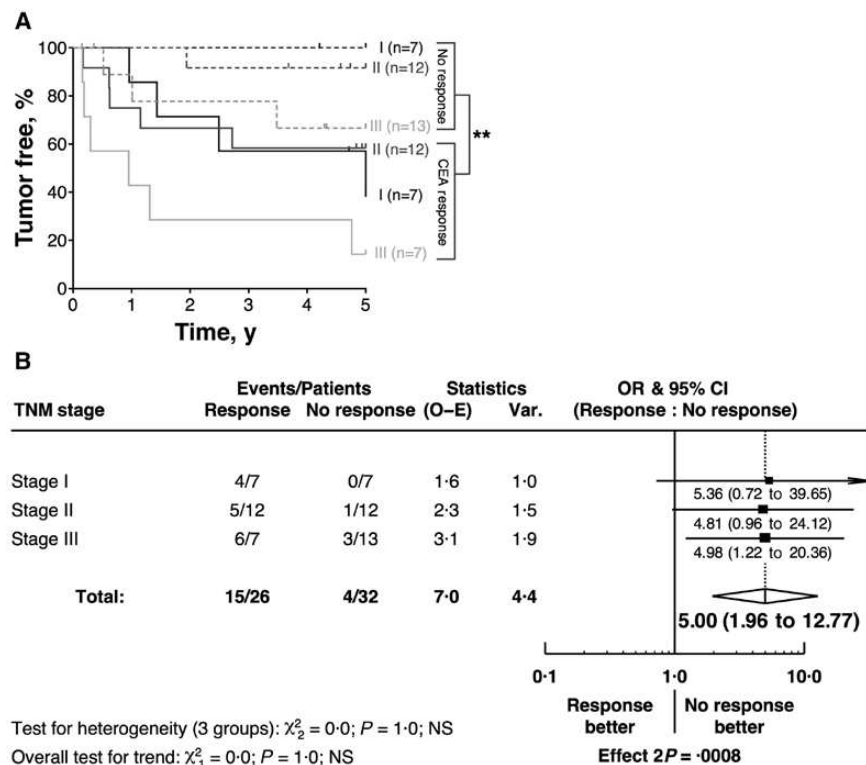 A
Tumor free, %
100
80
60
40
20
0
0 1 2 3 4 5
Time, y
I (n=7)
II (n=12)
III (n=13)
II (n=12)
I (n=7)
III (n=7)
No response
CEA response
**
B
Events/Patients Statistics OR & 95% CI
TNM stage Response No response (O–E) Var. (Response : No response)
Stage I 4/7 0/7 1·6 1·0
5.36 (0.72 to 39.65)
Stage II 5/12 1/12 2·3 1·5
4.81 (0.96 to 24.12)
Stage III 6/7 3/13 3·1 1·9
4.98 (1.22 to 20.36)
Total: 15/26 4/32 7·0 4·4
5.00 (1.96 to 12.77)
0·1 1·0 10·0
Response No response
better better
Test for heterogeneity (3 groups): χ²₂ = 0·0; P = 1·0; NS
Overall test for trend: χ²₁ = 0·0; P = 1·0; NS
Effect 2P = ·0008